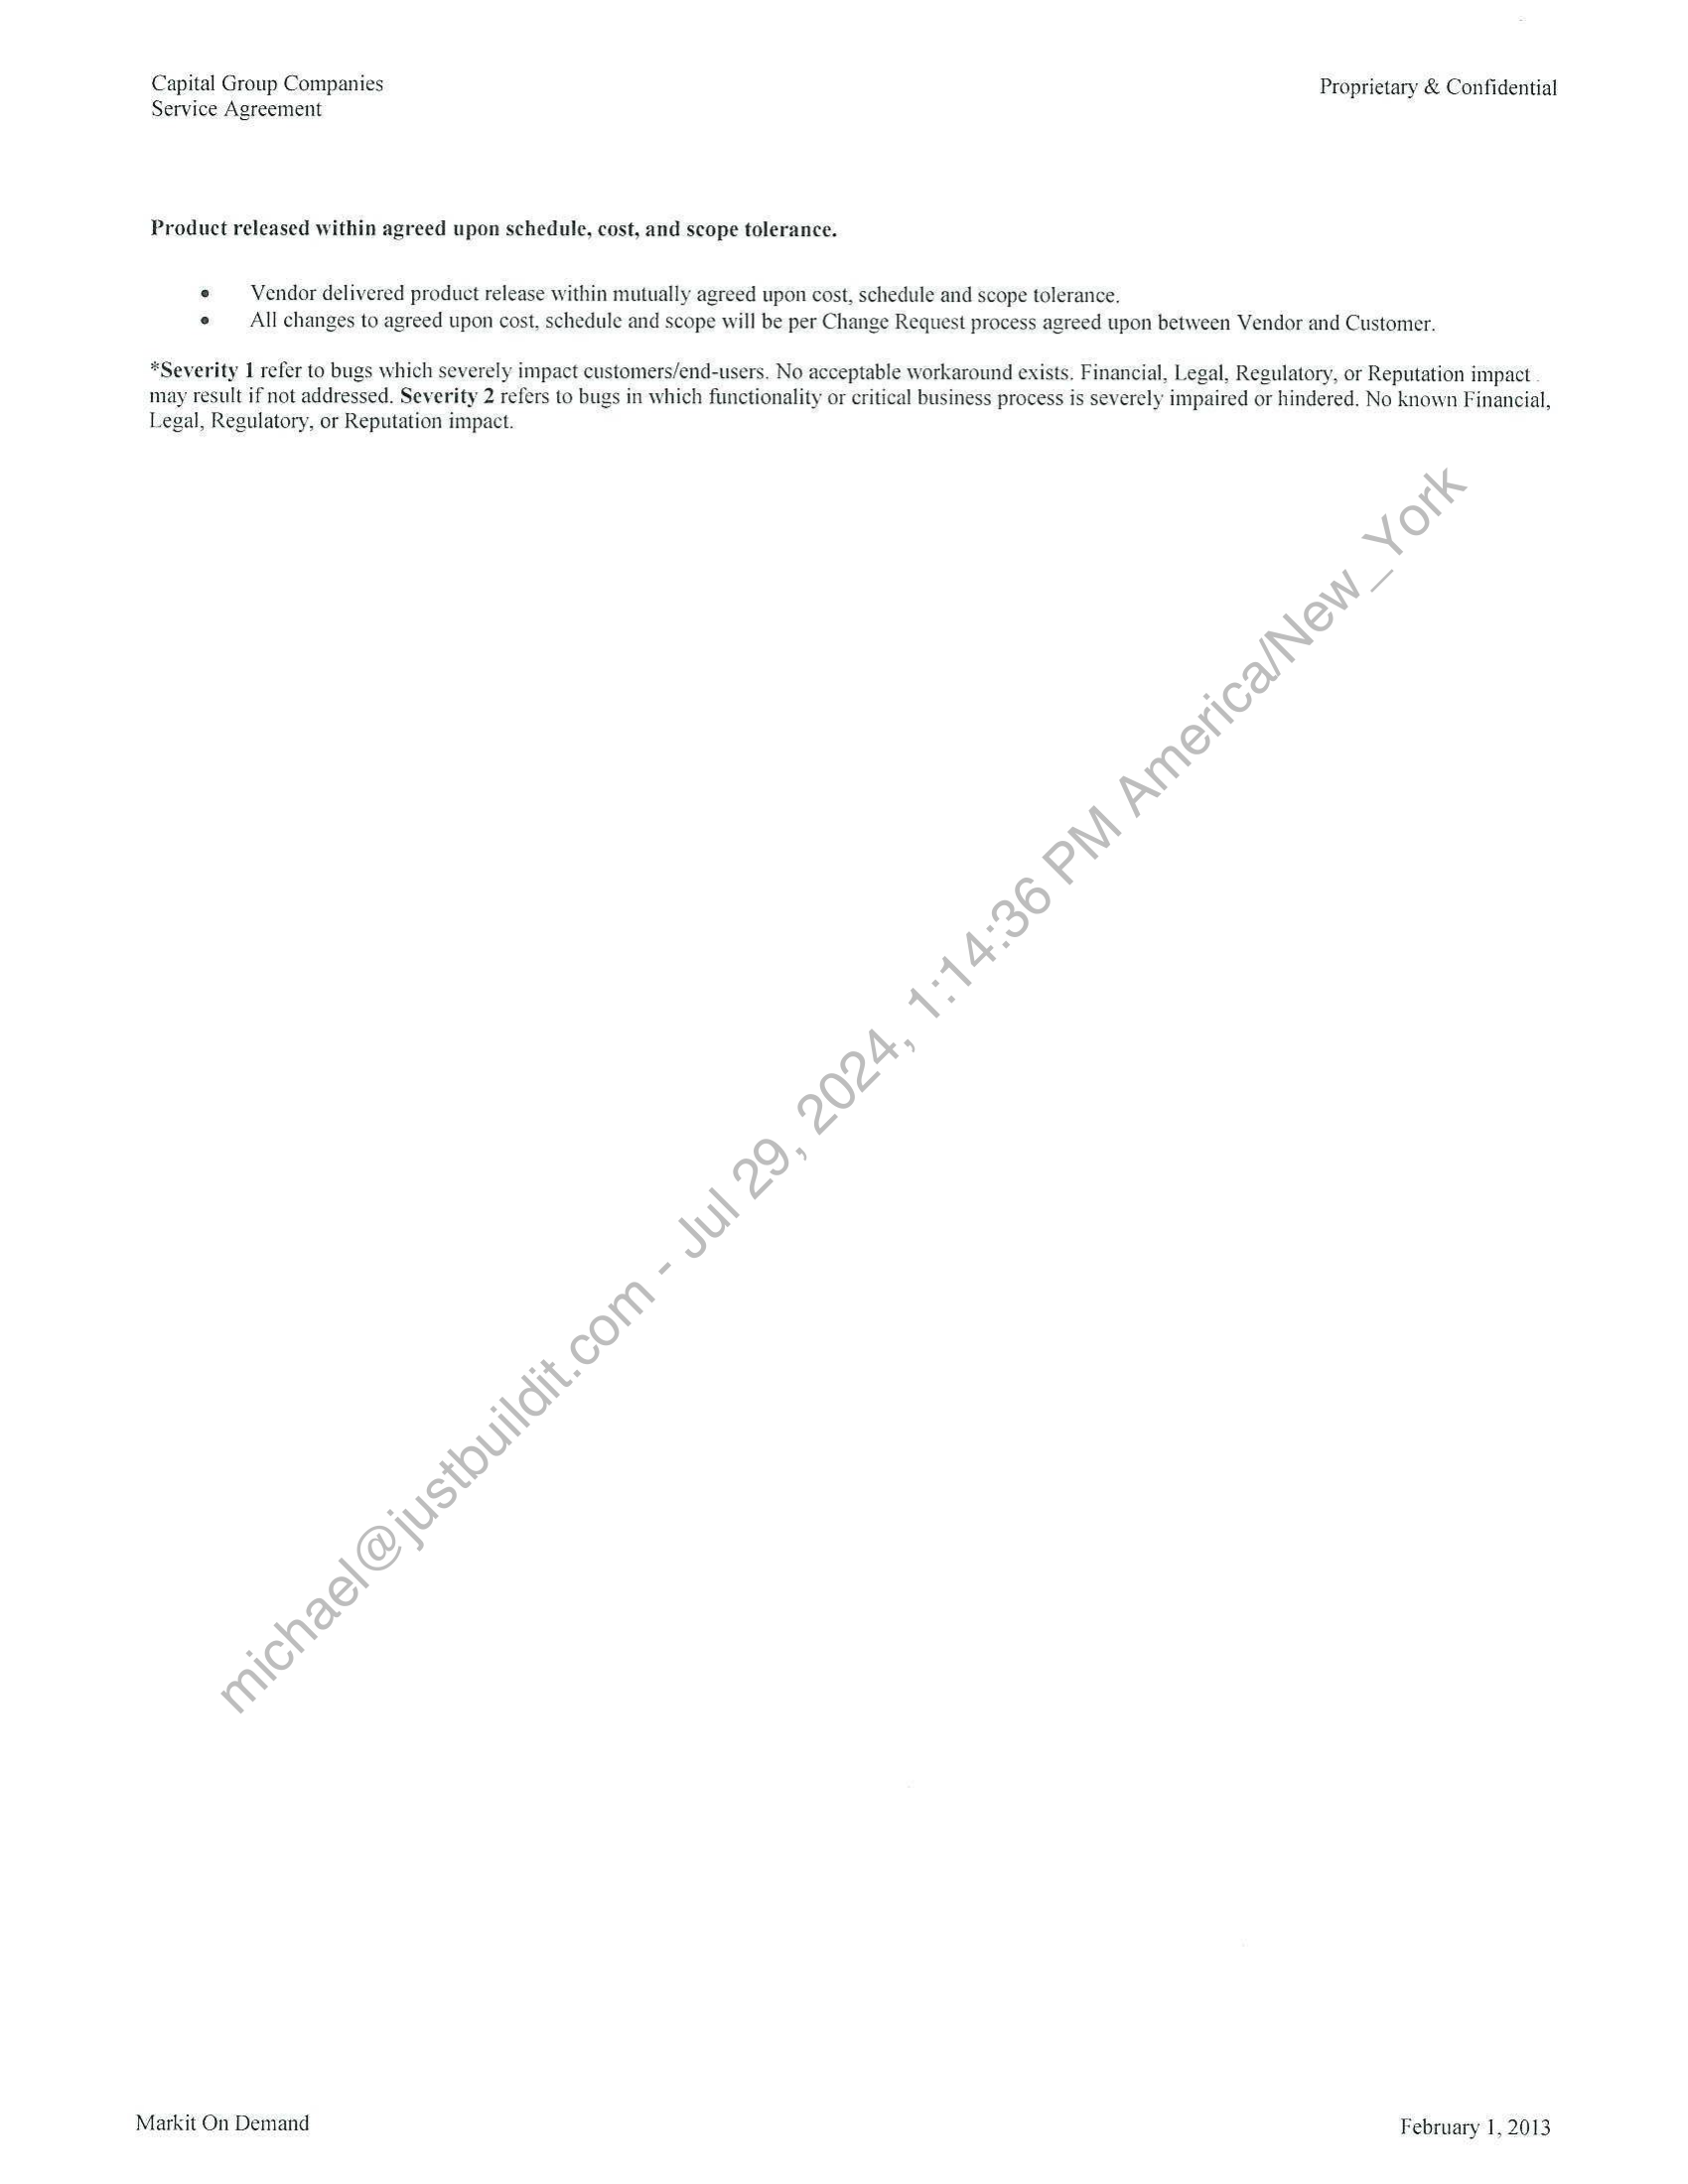 Capital Group Companies
Service Agreement
Proprietary & Confidential
Product released within agreed upon schedule, cost, and scope tolerance.
• Vendor delivered product release within mutually agreed upon cost, schedule and scope tolerance.
• All changes to agreed upon cost, schedule and scope will be per Change Request process agreed upon between Vendor and Customer.
*Severity 1 refer to bugs which severely impact customers/end-users. No acceptable workaround exists. Financial, Legal, Regulatory, or Reputation impact
may result if not addressed. Severity 2 refers to bugs in which functionality or critical business process is severely impaired or hindered. No known Financial,
Legal, Regulatory, or Reputation impact.
michael@justbuildit.com - Jul 29, 2024, 1:14:36 PM America/New_York
Markit On Demand
February 1, 2013